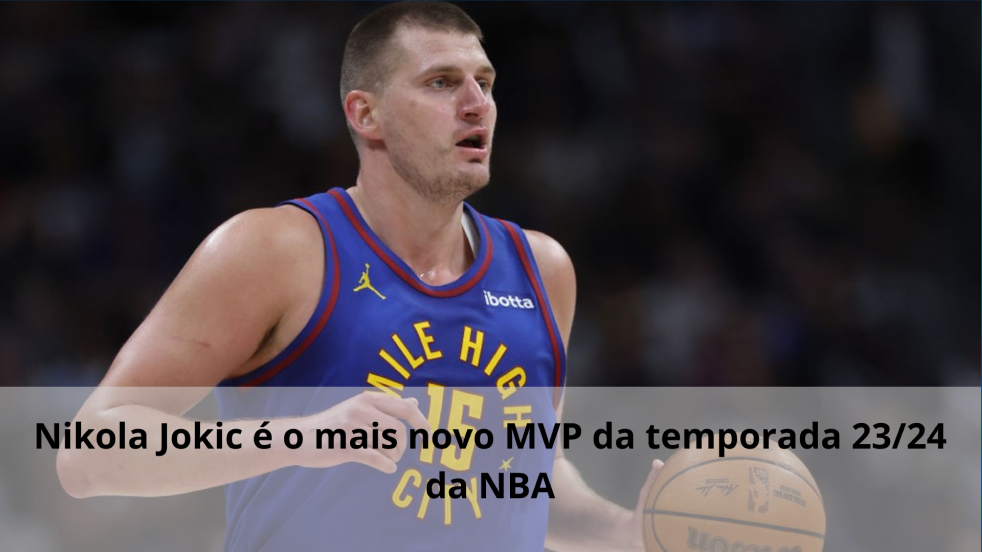 ibotta
MILE HIGH
15
CITY
Nikola Jokic é o mais novo MVP da temporada 23/24
da NBA